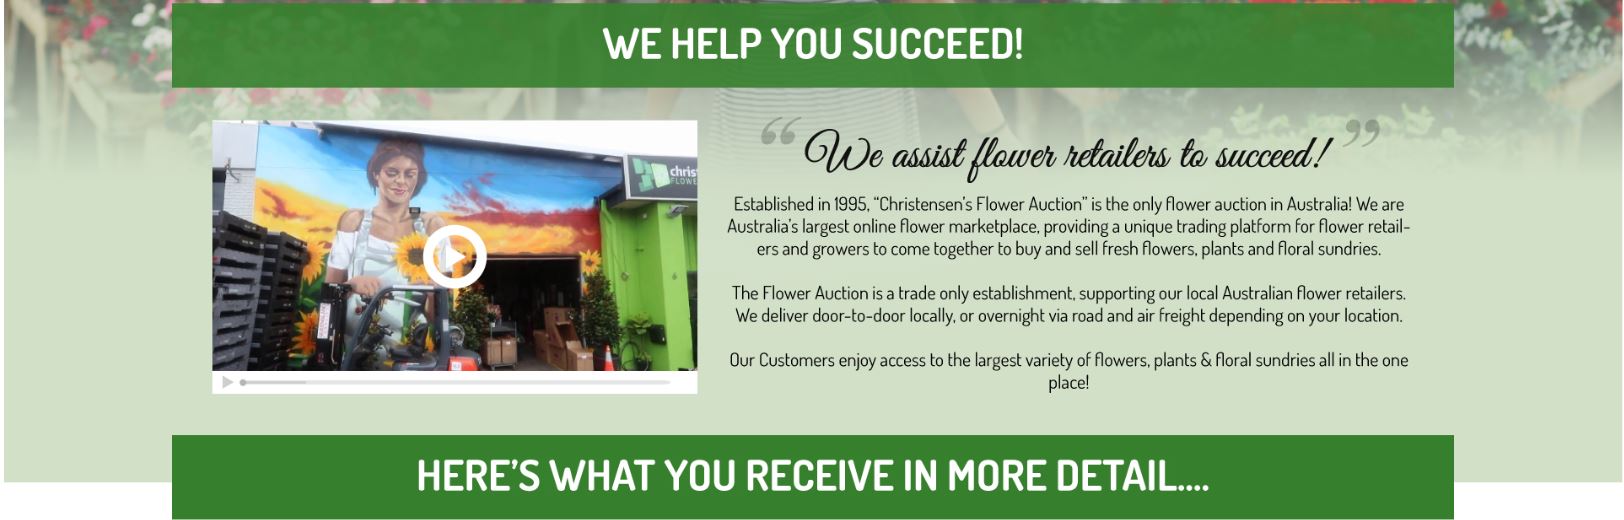 WE HELP YOU SUCCEED!
“ We assist flower retailers to succeed! ”
Established in 1995, “Christensen’s Flower Auction” is the only flower auction in Australia! We are
Australia’s largest online flower marketplace, providing a unique trading platform for flower retail-
ers and growers to come together to buy and sell fresh flowers, plants and floral sundries.
The Flower Auction is a trade only establishment, supporting our local Australian flower retailers.
We deliver door-to-door locally, or overnight via road and air freight depending on your location.
Our Customers enjoy access to the largest variety of flowers, plants & floral sundries all in the one
place!
chris
FLOWE
HERE’S WHAT YOU RECEIVE IN MORE DETAIL....